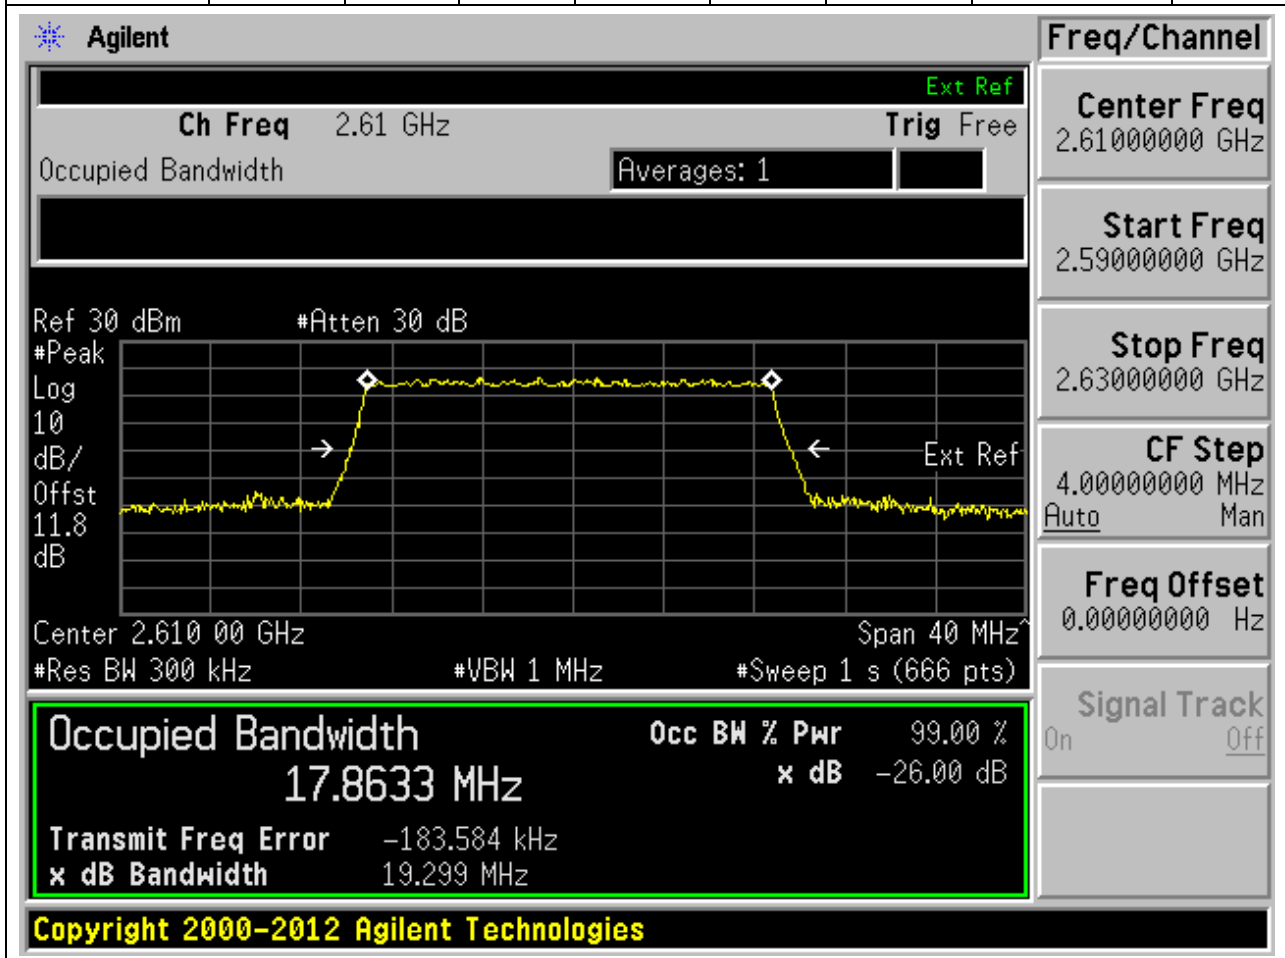 Agilent
Freq/Channel
Ext Ref
Ch Freq 2.61 GHz Trig Free
Occupied Bandwidth Averages: 1
Center Freq
2.61000000 GHz
Start Freq
2.59000000 GHz
Stop Freq
2.63000000 GHz
CF Step
4.00000000 MHz
Auto Man
Freq Offset
0.00000000 Hz
Signal Track
On Off
Ref 30 dBm #Atten 30 dB
#Peak
Log
10
dB/
Offst
11.8
dB
Ext Ref
Center 2.610 00 GHz Span 40 MHz^
#Res BW 300 kHz #VBW 1 MHz #Sweep 1 s (666 pts)
Occupied Bandwidth Occ BW % Pwr 99.00 %
17.8633 MHz x dB -26.00 dB
Transmit Freq Error -183.584 kHz
x dB Bandwidth 19.299 MHz
Copyright 2000-2012 Agilent Technologies